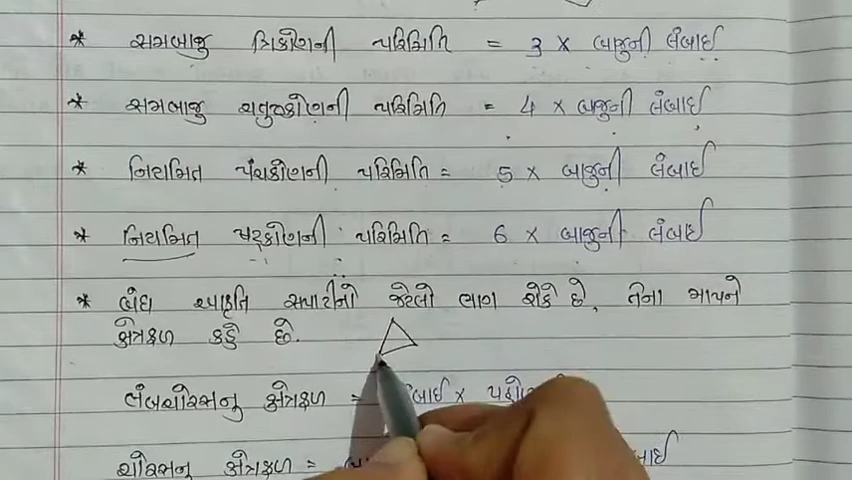 * સમબાજુ ત્રિકોણની પરિમિતિ = 3 × બાજુની લંબાઈ
* સમબાજુ ચતુષ્કોણની પરિમિતિ = 4 × બાજુની લંબાઈ
* નિયમિત પંચકોણની પરિમિતિ = 5 × બાજુની લંબાઈ
* નિયમિત ષટ્કોણની પરિમિતિ = 6 × બાજુની લંબાઈ
* બંધ આકૃતિ સપાટીનો જેટલો ભાગ રોકે છે, તેના માપને
ક્ષેત્રફળ કહે છે.
લંબચોરસનુ ક્ષેત્રફળ = ×
ચોરસનુ ક્ષેત્રફળ =